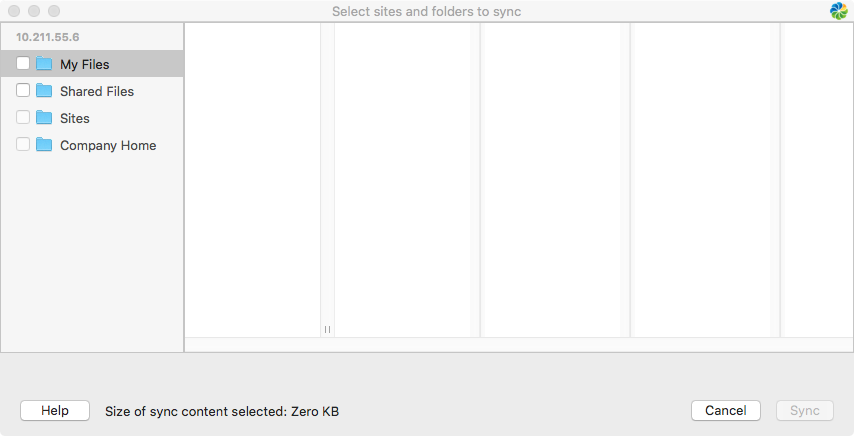 Select sites and folders to sync
10.211.55.6
My Files
Shared Files
Sites
Company Home
Help
Size of sync content selected: Zero KB
Cancel
Sync